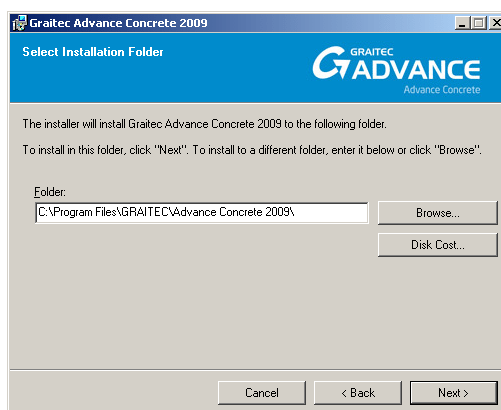 Graitec Advance Concrete 2009
Select Installation Folder
GRAITEC
ADVANCE
Advance Concrete
The installer will install Graitec Advance Concrete 2009 to the following folder.
To install in this folder, click "Next". To install to a different folder, enter it below or click "Browse".
Folder:
C:\Program Files\GRAITEC\Advance Concrete 2009\
Browse...
Disk Cost...
Cancel
< Back
Next >